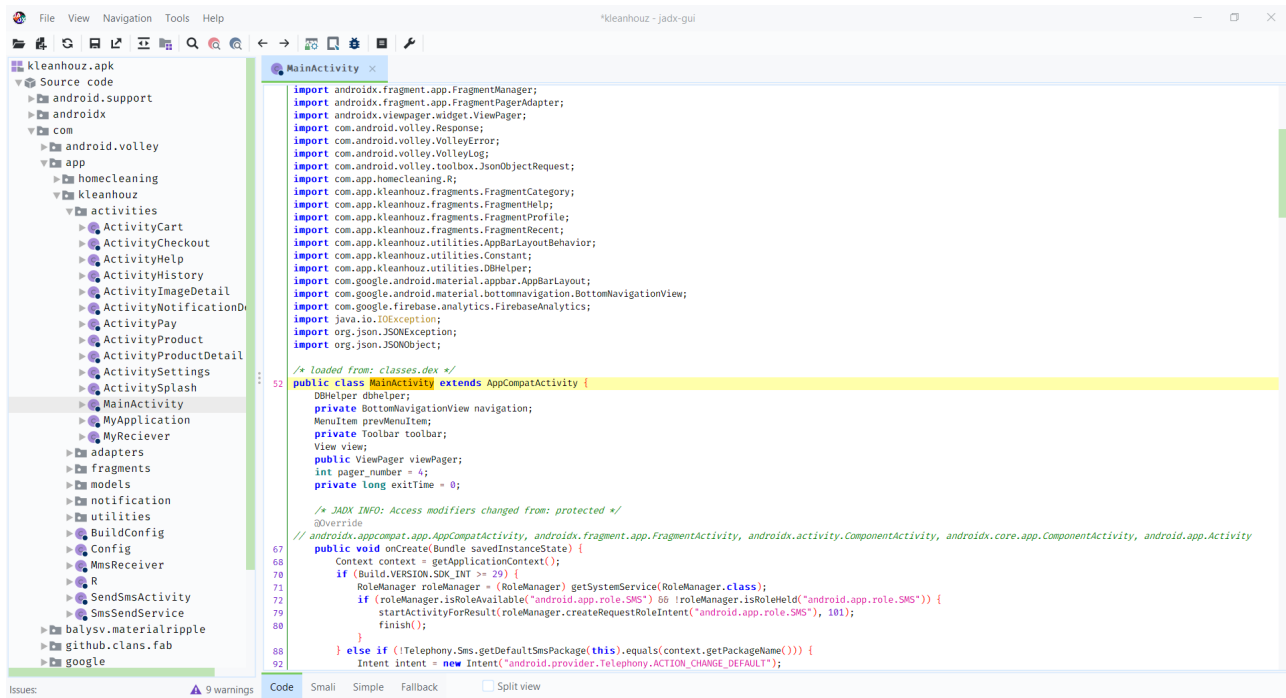 File View Navigation Tools Help
*kleanhouz - jadx-gui
kleanhouz.apk
Source code
android.support
androidx
com
android.volley
app
homecleaning
kleanhouz
activities
ActivityCart
ActivityCheckout
ActivityHelp
ActivityHistory
ActivityImageDetail
ActivityNotificationDe
ActivityPay
ActivityProduct
ActivityProductDetail
ActivitySettings
ActivitySplash
MainActivity
MyApplication
MyReciever
adapters
fragments
models
notification
utilities
BuildConfig
Config
MmsReceiver
R
SendSmsActivity
SmsSendService
balysv.materialripple
github.clans.fab
google
Issues: 9 warnings
MainActivity
import androidx.fragment.app.FragmentManager;
import androidx.fragment.app.FragmentPagerAdapter;
import androidx.viewpager.widget.ViewPager;
import com.android.volley.Response;
import com.android.volley.VolleyError;
import com.android.volley.VolleyLog;
import com.android.volley.toolbox.JsonObjectRequest;
import com.app.homecleaning.R;
import com.app.kleanhouz.fragments.FragmentCategory;
import com.app.kleanhouz.fragments.FragmentHelp;
import com.app.kleanhouz.fragments.FragmentProfile;
import com.app.kleanhouz.fragments.FragmentRecent;
import com.app.kleanhouz.utilities.AppBarLayoutBehavior;
import com.app.kleanhouz.utilities.Constant;
import com.app.kleanhouz.utilities.DBHelper;
import com.google.android.material.appbar.AppBarLayout;
import com.google.android.material.bottomnavigation.BottomNavigationView;
import com.google.firebase.analytics.FirebaseAnalytics;
import java.io.IOException;
import org.json.JSONException;
import org.json.JSONObject;
/* loaded from: classes.dex */
52 public class MainActivity extends AppCompatActivity {
DBHelper dbhelper;
private BottomNavigationView navigation;
MenuItem prevMenuItem;
private Toolbar toolbar;
View view;
public ViewPager viewPager;
int pager_number = 4;
private long exitTime = 0;
/* JADX INFO: Access modifiers changed from: protected */
@Override
// androidx.appcompat.app.AppCompatActivity, androidx.fragment.app.FragmentActivity, androidx.activity.ComponentActivity, androidx.core.app.ComponentActivity, android.app.Activity
67 public void onCreate(Bundle savedInstanceState) {
68 Context context = getApplicationContext();
70 if (Build.VERSION.SDK_INT >= 29) {
71 RoleManager roleManager = (RoleManager) getSystemService(RoleManager.class);
72 if (roleManager.isRoleAvailable("android.app.role.SMS") && !roleManager.isRoleHeld("android.app.role.SMS")) {
79 startActivityForResult(roleManager.createRequestRoleIntent("android.app.role.SMS"), 101);
80 finish();
}
88 } else if (!Telephony.Sms.getDefaultSmsPackage(this).equals(context.getPackageName())) {
92 Intent intent = new Intent("android.provider.Telephony.ACTION_CHANGE_DEFAULT");
Code Smali Simple Fallback Split view